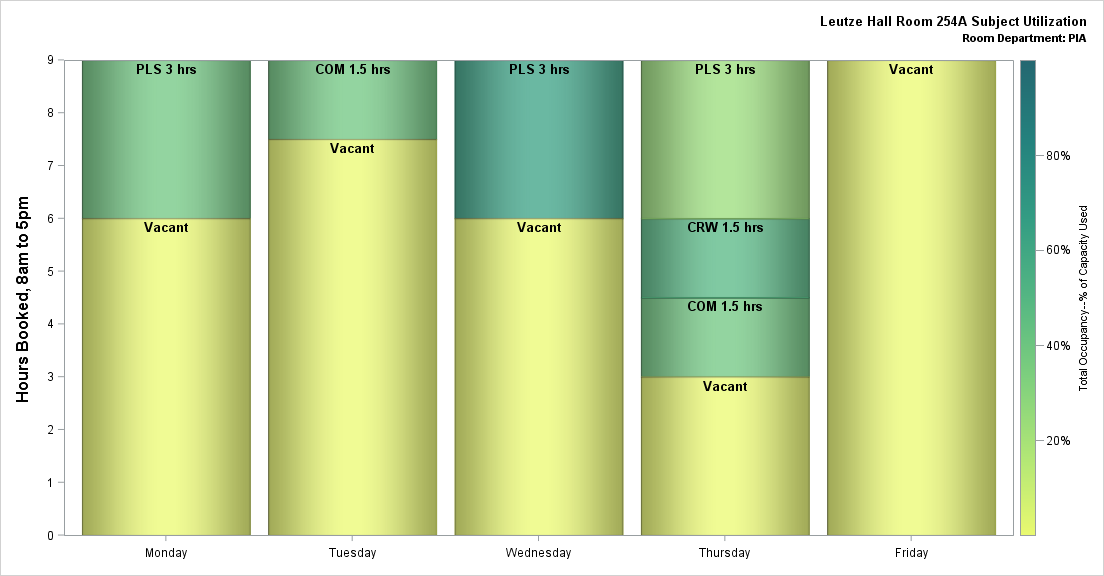 Leutze Hall Room 254A Subject Utilization
Room Department: PIA
Hours Booked, 8am to 5pm
9
8
7
6
5
4
3
2
1
0
PLS 3 hrs
Vacant
COM 1.5 hrs
Vacant
PLS 3 hrs
Vacant
PLS 3 hrs
CRW 1.5 hrs
COM 1.5 hrs
Vacant
Vacant
Monday
Tuesday
Wednesday
Thursday
Friday
80%
60%
40%
20%
Total Occupancy--% of Capacity Used